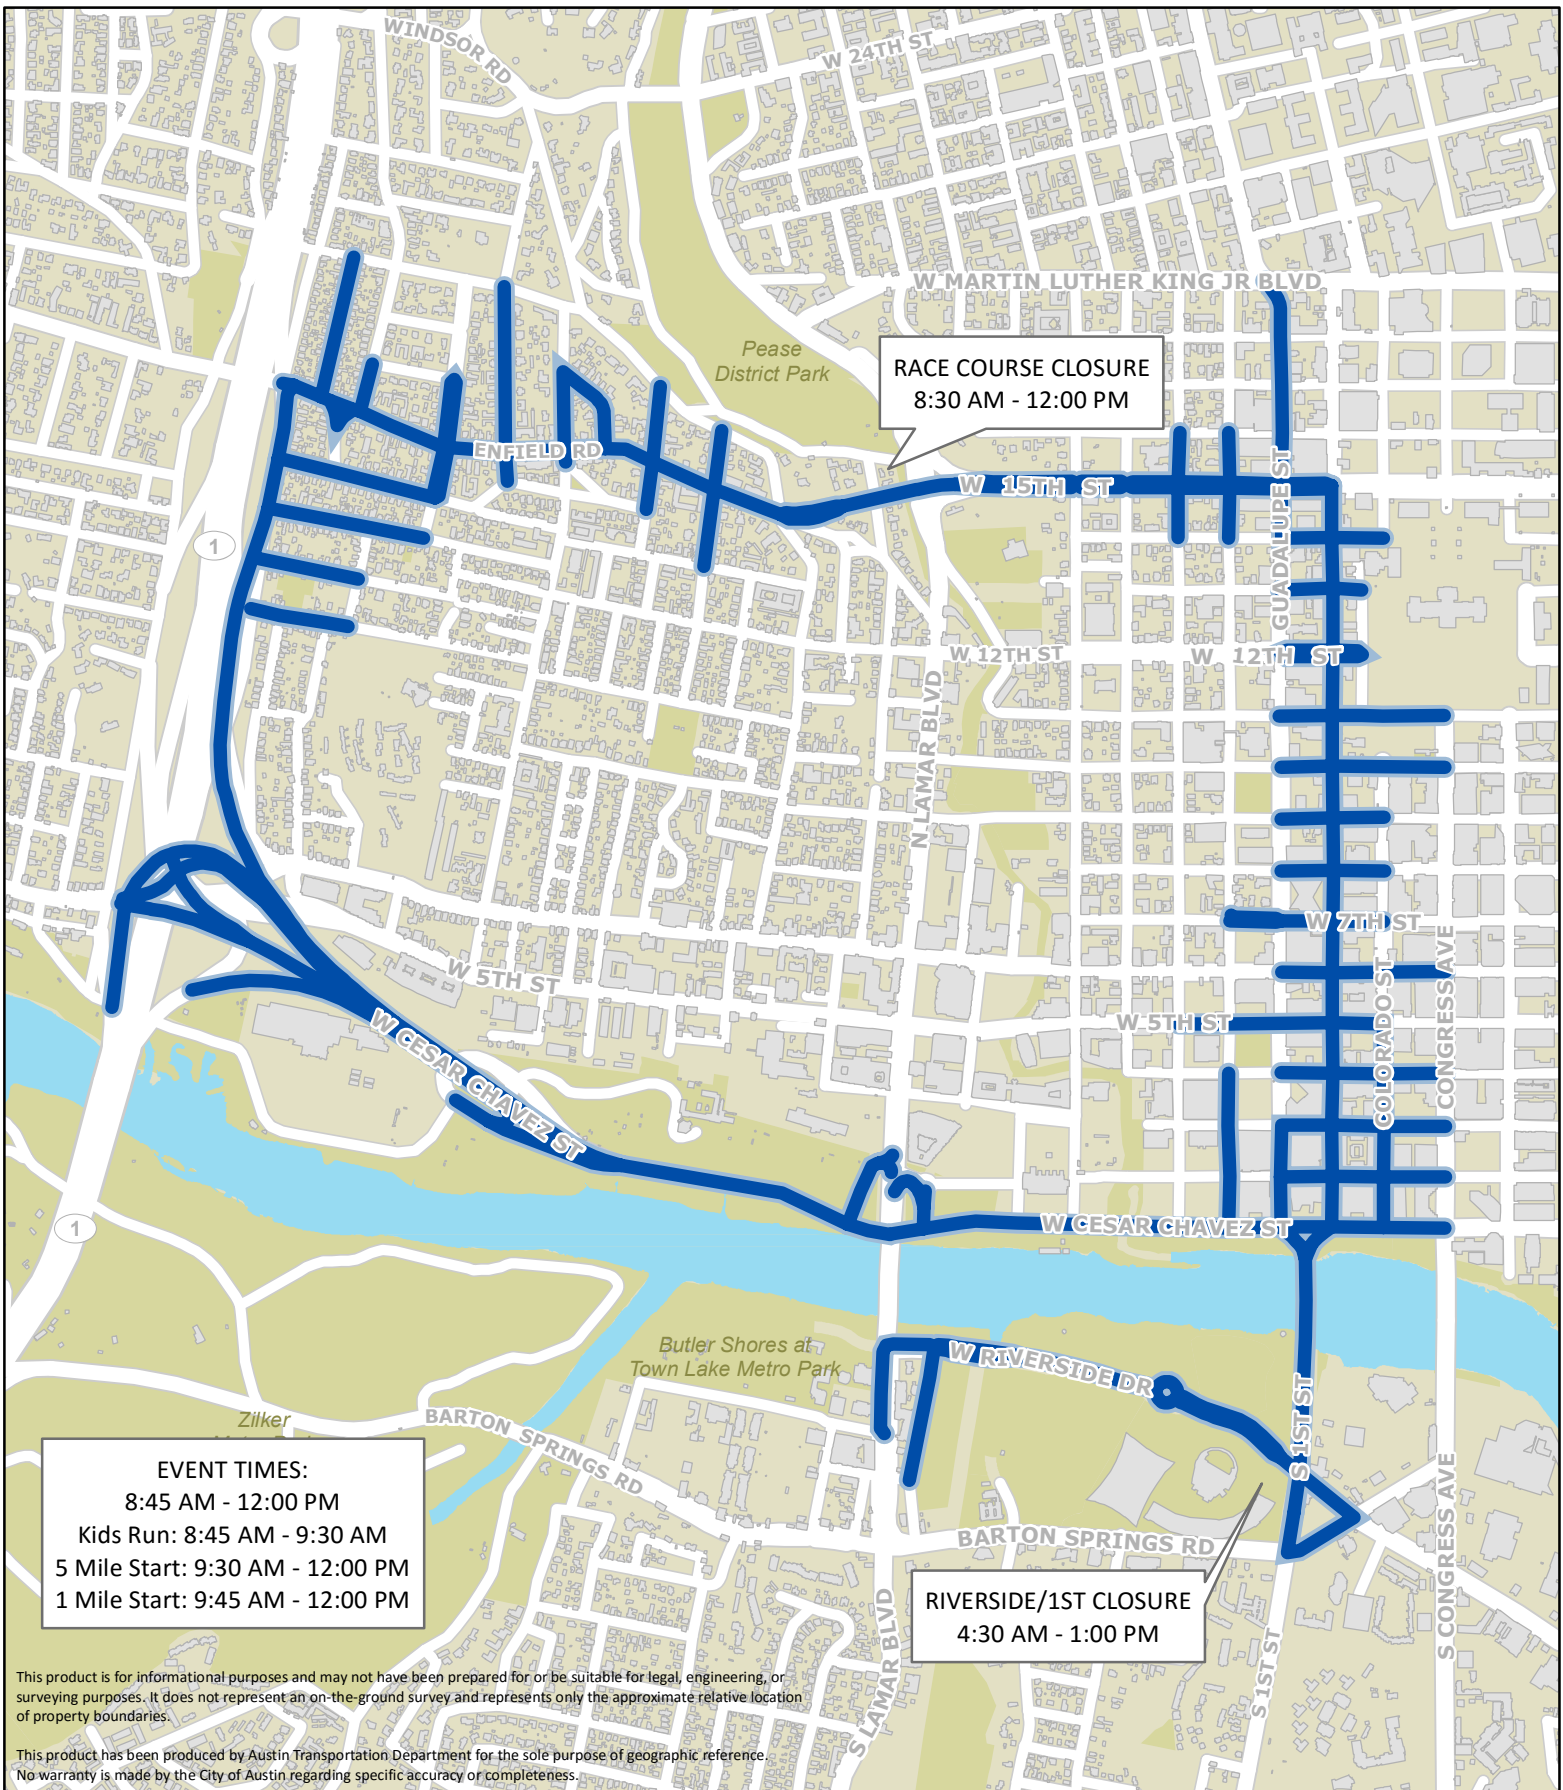 WINDSOR RD
W 24TH ST
W MARTIN LUTHER KING JR BLVD
Pease
District Park
RACE COURSE CLOSURE
8:30 AM - 12:00 PM
ENFIELD RD
W 15TH ST
GUADALUPE ST
1
W 12TH ST
W 12TH ST
N LAMAR BLVD
W 7TH ST
W 5TH ST
W 5TH ST
COLORADO ST
CONGRESS AVE
W CESAR CHAVEZ ST
W CESAR CHAVEZ ST
1
Butler Shores at
Town Lake Metro Park
W RIVERSIDE DR
S 1ST ST
Zilker
BARTON SPRINGS RD
EVENT TIMES:
8:45 AM - 12:00 PM
Kids Run: 8:45 AM - 9:30 AM
5 Mile Start: 9:30 AM - 12:00 PM
1 Mile Start: 9:45 AM - 12:00 PM
BARTON SPRINGS RD
S CONGRESS AVE
RIVERSIDE/1ST CLOSURE
4:30 AM - 1:00 PM
S LAMAR BLVD
S 1ST ST
This product is for informational purposes and may not have been prepared for or be suitable for legal, engineering, or
surveying purposes. It does not represent an on-the-ground survey and represents only the approximate relative location
of property boundaries.
This product has been produced by Austin Transportation Department for the sole purpose of geographic reference.
No warranty is made by the City of Austin regarding specific accuracy or completeness.